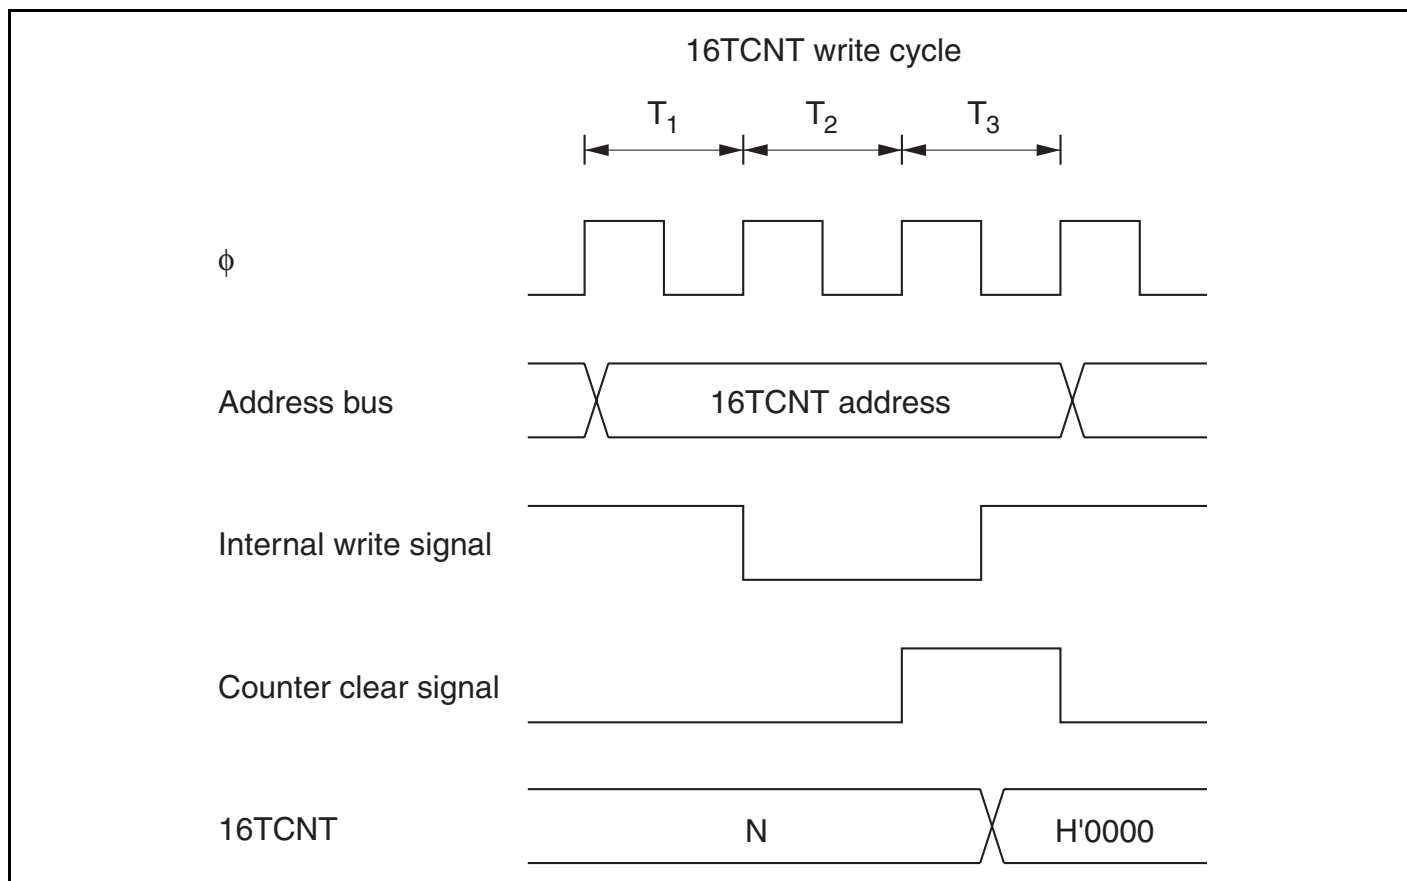 16TCNT write cycle
T1 T2 T3
ϕ
Address bus 16TCNT address
Internal write signal
Counter clear signal
16TCNT N H'0000